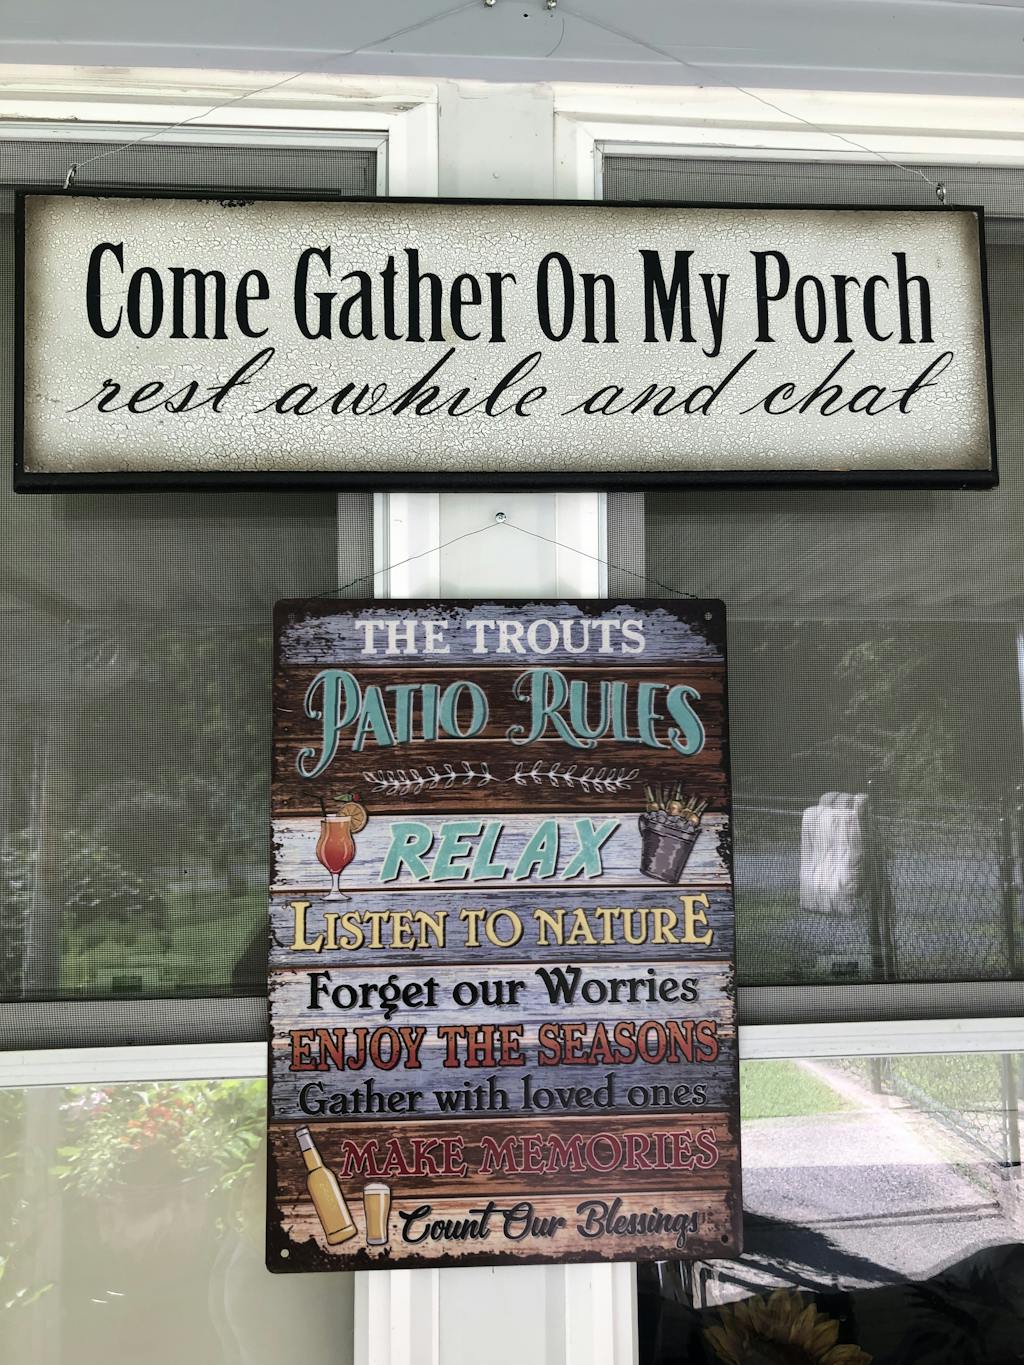 Come Gather On My Porch
rest awhile and chat
THE TROUTS
PATIO RULES
RELAX
LISTEN TO NATURE
Forget our Worries
ENJOY THE SEASONS
Gather with loved ones
MAKE MEMORIES
Count Our Blessings